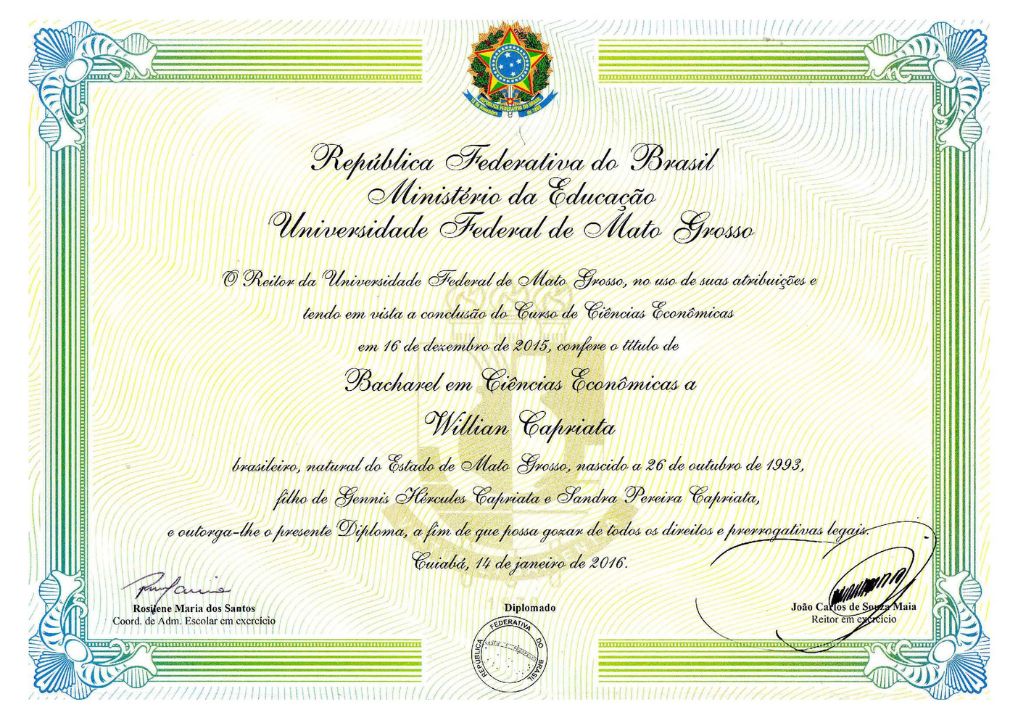 República Federativa do Brasil
Ministério da Educação
Universidade Federal de Mato Grosso
O Reitor da Universidade Federal de Mato Grosso, no uso de suas atribuições e
tendo em vista a conclusão do Curso de Ciências Econômicas
em 16 de dezembro de 2015, confere o título de
Bacharel em Ciências Econômicas a
Willian Capriata
brasileiro, natural do Estado de Mato Grosso, nascido a 26 de outubro de 1993,
filho de Gennis Hércules Capriata e Sandra Pereira Capriata,
e outorga-lhe o presente Diploma, a fim de que possa gozar de todos os direitos e prerrogativas legais.
Cuiabá, 14 de janeiro de 2016.
1970
Rosilene Maria dos Santos
Coord. de Adm. Escolar em exercício
Diplomado
João Carlos de Souza Maia
Reitor em exercício
REPÚBLICA FEDERATIVA DO BRASIL